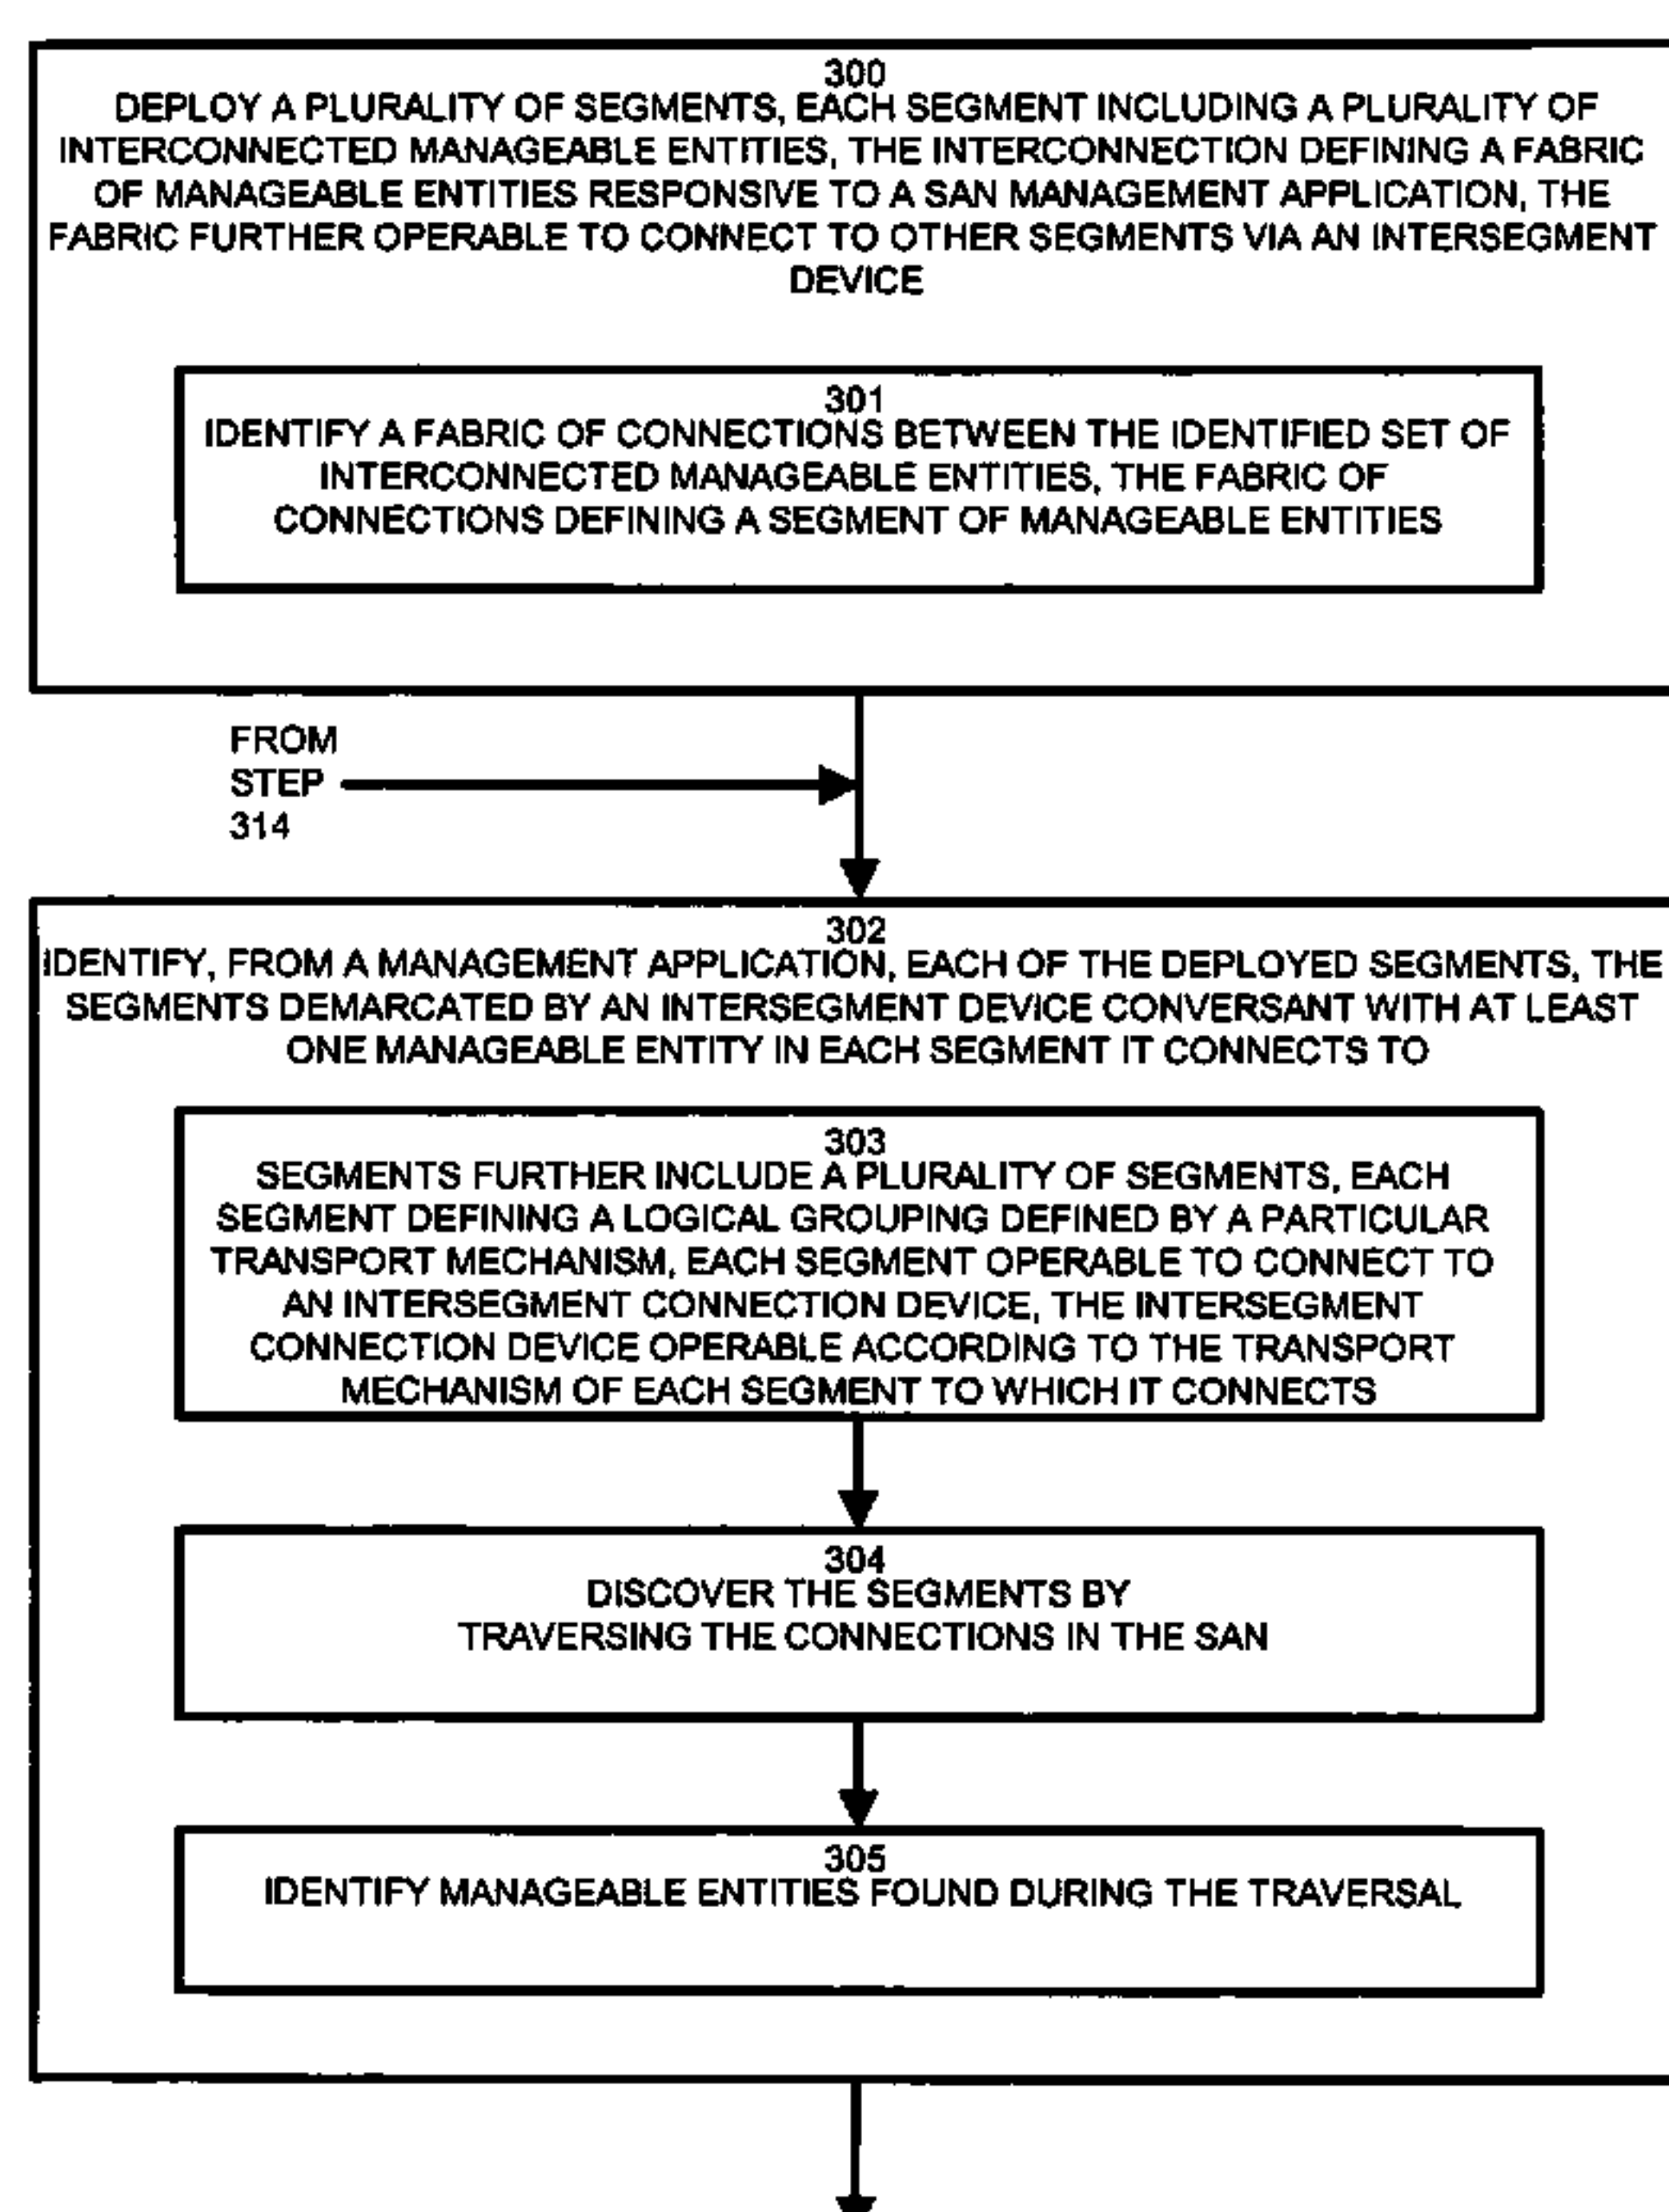 300
DEPLOY A PLURALITY OF SEGMENTS, EACH SEGMENT INCLUDING A PLURALITY OF
INTERCONNECTED MANAGEABLE ENTITIES, THE INTERCONNECTION DEFINING A FABRIC
OF MANAGEABLE ENTITIES RESPONSIVE TO A SAN MANAGEMENT APPLICATION, THE
FABRIC FURTHER OPERABLE TO CONNECT TO OTHER SEGMENTS VIA AN INTERSEGMENT
DEVICE
301
IDENTIFY A FABRIC OF CONNECTIONS BETWEEN THE IDENTIFIED SET OF
INTERCONNECTED MANAGEABLE ENTITIES, THE FABRIC OF
CONNECTIONS DEFINING A SEGMENT OF MANAGEABLE ENTITIES
FROM
STEP
314
302
IDENTIFY, FROM A MANAGEMENT APPLICATION, EACH OF THE DEPLOYED SEGMENTS, THE
SEGMENTS DEMARCATED BY AN INTERSEGMENT DEVICE CONVERSANT WITH AT LEAST
ONE MANAGEABLE ENTITY IN EACH SEGMENT IT CONNECTS TO
303
SEGMENTS FURTHER INCLUDE A PLURALITY OF SEGMENTS, EACH
SEGMENT DEFINING A LOGICAL GROUPING DEFINED BY A PARTICULAR
TRANSPORT MECHANISM, EACH SEGMENT OPERABLE TO CONNECT TO
AN INTERSEGMENT CONNECTION DEVICE, THE INTERSEGMENT
CONNECTION DEVICE OPERABLE ACCORDING TO THE TRANSPORT
MECHANISM OF EACH SEGMENT TO WHICH IT CONNECTS
304
DISCOVER THE SEGMENTS BY
TRAVERSING THE CONNECTIONS IN THE SAN
305
IDENTIFY MANAGEABLE ENTITIES FOUND DURING THE TRAVERSAL